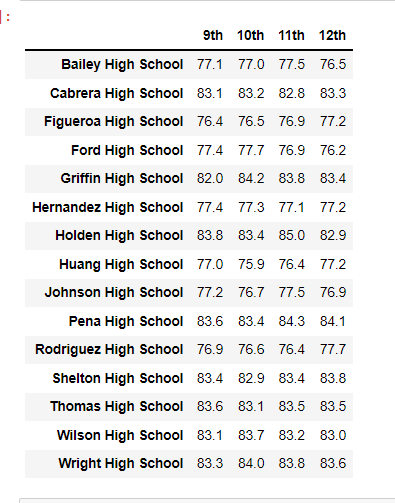 ]:
9th 10th 11th 12th
Bailey High School 77.1 77.0 77.5 76.5
Cabrera High School 83.1 83.2 82.8 83.3
Figueroa High School 76.4 76.5 76.9 77.2
Ford High School 77.4 77.7 76.9 76.2
Griffin High School 82.0 84.2 83.8 83.4
Hernandez High School 77.4 77.3 77.1 77.2
Holden High School 83.8 83.4 85.0 82.9
Huang High School 77.0 75.9 76.4 77.2
Johnson High School 77.2 76.7 77.5 76.9
Pena High School 83.6 83.4 84.3 84.1
Rodriguez High School 76.9 76.6 76.4 77.7
Shelton High School 83.4 82.9 83.4 83.8
Thomas High School 83.6 83.1 83.5 83.5
Wilson High School 83.1 83.7 83.2 83.0
Wright High School 83.3 84.0 83.8 83.6